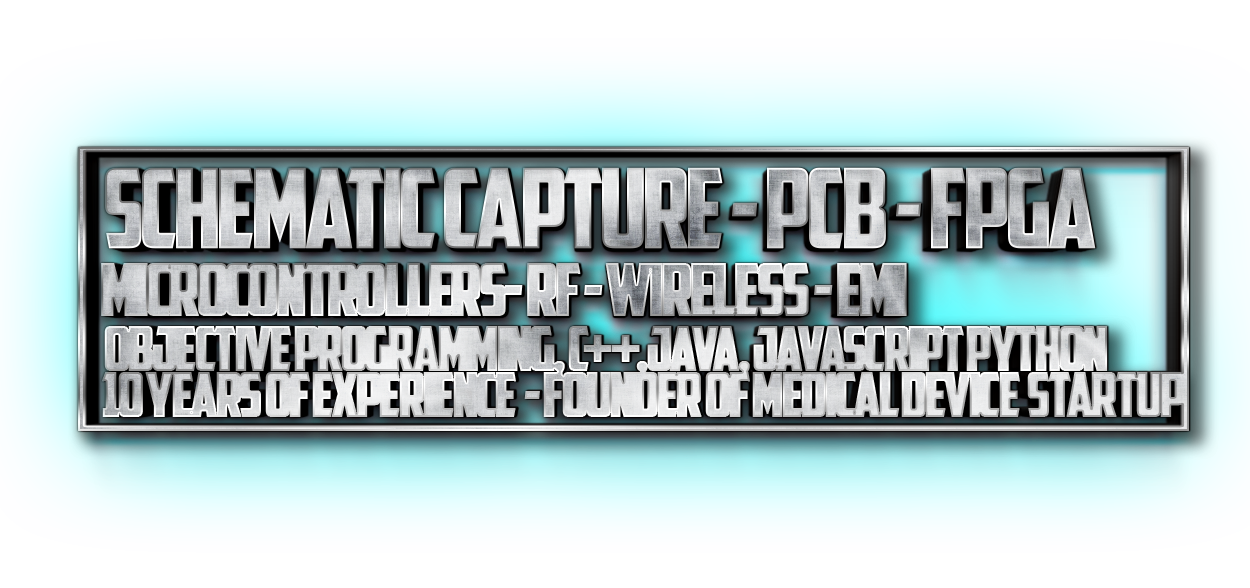 SCHEMATIC CAPTURE - PCB - FPGA
MICROCONTROLLERS- RF - WIRELESS - EMI
OBJECTIVE PROGRAMMING, C++.JAVA, JAVASCRIPT PYTHON
10 YEARS OF EXPERIENCE - FOUNDER OF MEDICAL DEVICE STARTUP